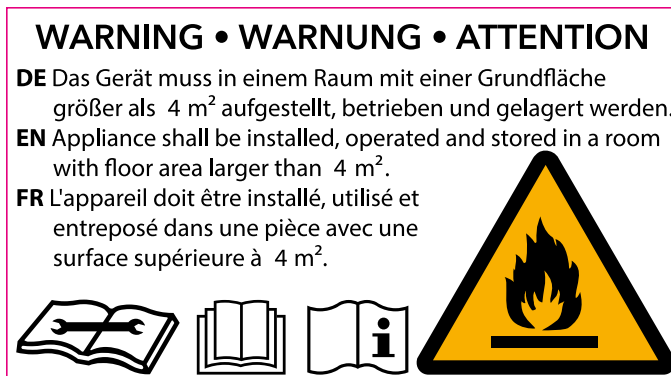 WARNING • WARNUNG • ATTENTION
DE Das Gerät muss in einem Raum mit einer Grundfläche
größer als 4 m² aufgestellt, betrieben und gelagert werden.
EN Appliance shall be installed, operated and stored in a room
with floor area larger than 4 m².
FR L'appareil doit être installé, utilisé et
entreposé dans une pièce avec une
surface supérieure à 4 m².
i